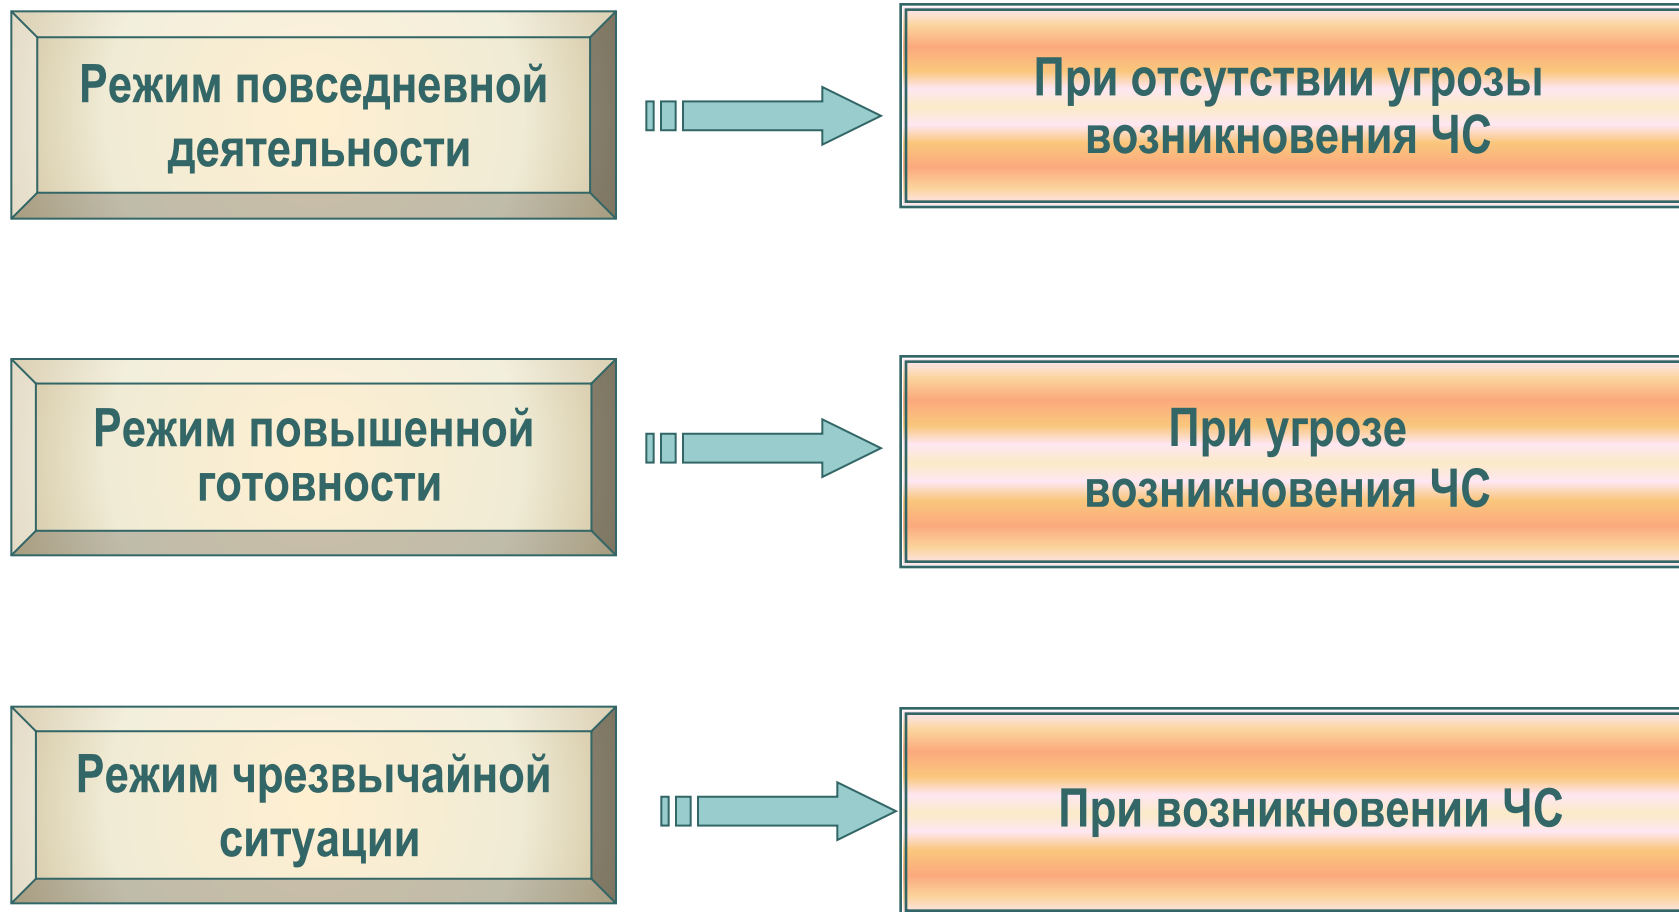 Режим повседневной
деятельности
При отсутствии угрозы
возникновения ЧС
Режим повышенной
готовности
При угрозе
возникновения ЧС
Режим чрезвычайной
ситуации
При возникновении ЧС